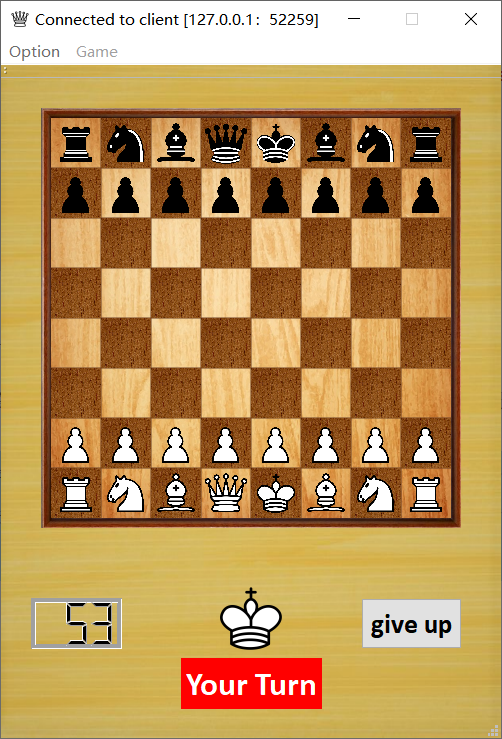 Connected to client [127.0.0.1：52259]
Option Game
53
give up
Your Turn